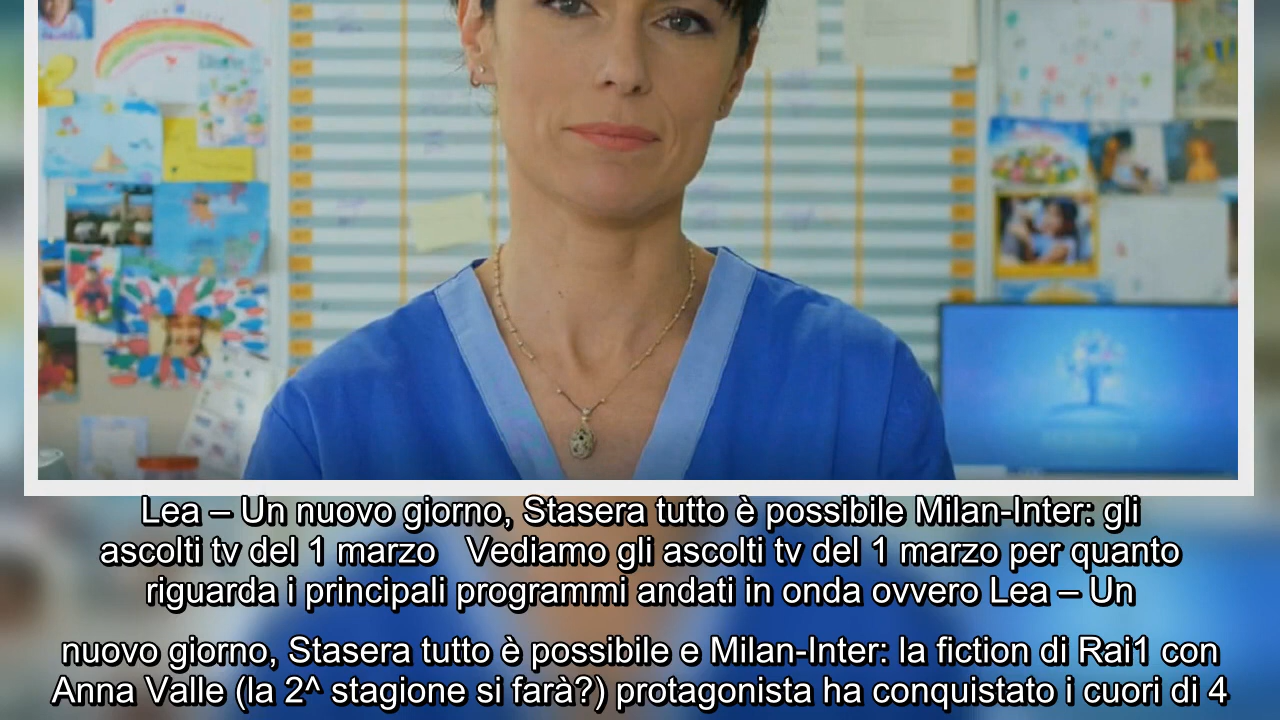 Lea – Un nuovo giorno, Stasera tutto è possibile Milan-Inter: gli
ascolti tv del 1 marzo   Vediamo gli ascolti tv del 1 marzo per quanto
riguarda i principali programmi andati in onda ovvero Lea – Un
nuovo giorno, Stasera tutto è possibile e Milan-Inter: la fiction di Rai1 con
Anna Valle (la 2^ stagione si farà?) protagonista ha conquistato i cuori di 4